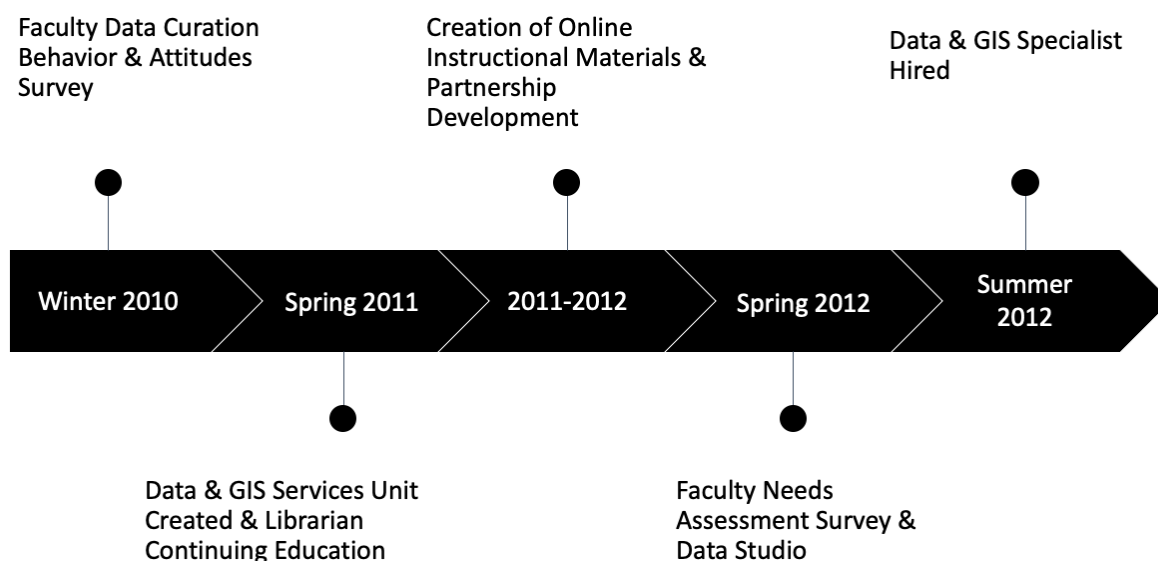 Faculty Data Curation
Behavior & Attitudes
Survey
Creation of Online
Instructional Materials &
Partnership
Development
Data & GIS Specialist
Hired
Winter 2010
Spring 2011
2011-2012
Spring 2012
Summer
2012
Data & GIS Services Unit
Created & Librarian
Continuing Education
Faculty Needs
Assessment Survey &
Data Studio